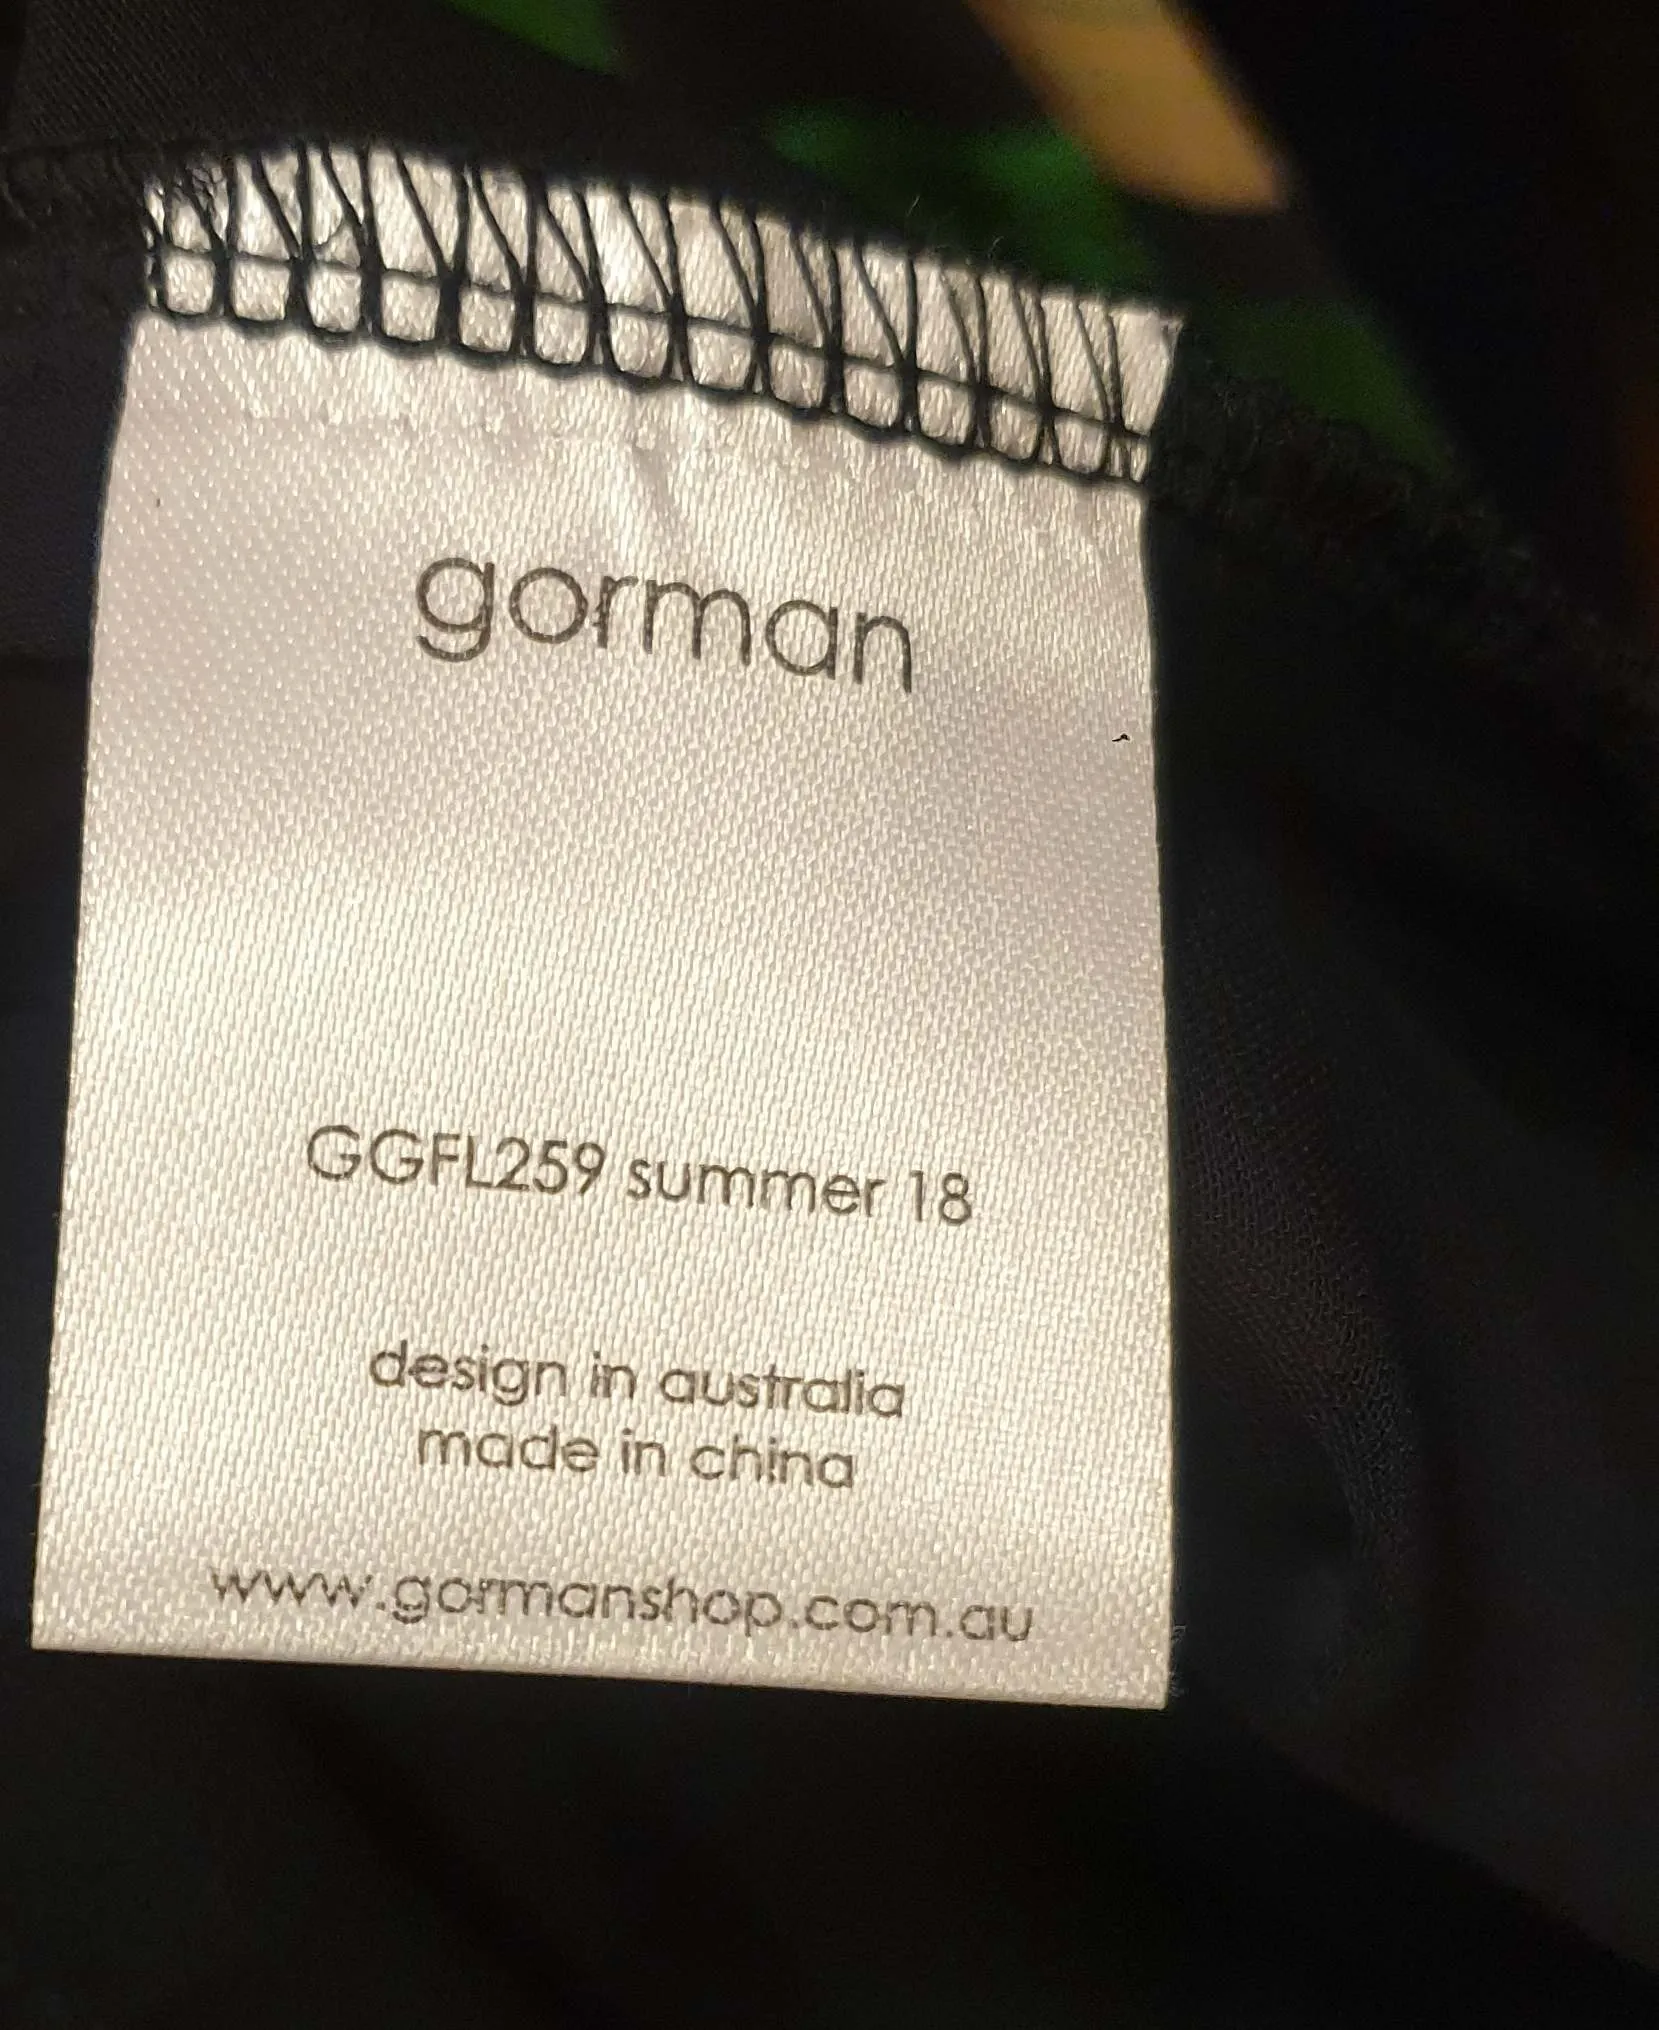 gorman
GGFL259 summer 18
design in australia
made in china
www.gormanshop.com.au